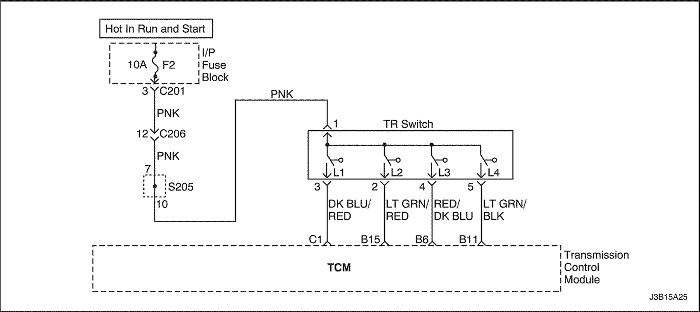 Hot In Run and Start
10A F2
I/P
Fuse
Block
3 C201
PNK
12 C206
PNK
7
S205
10
PNK
1
TR Switch
L1 L2 L3 L4
3 2 4 5
DK BLU/
RED
LT GRN/
RED
RED/
DK BLU
LT GRN/
BLK
C1 B15 B6 B11
TCM
Transmission
Control
Module
J3B15A25